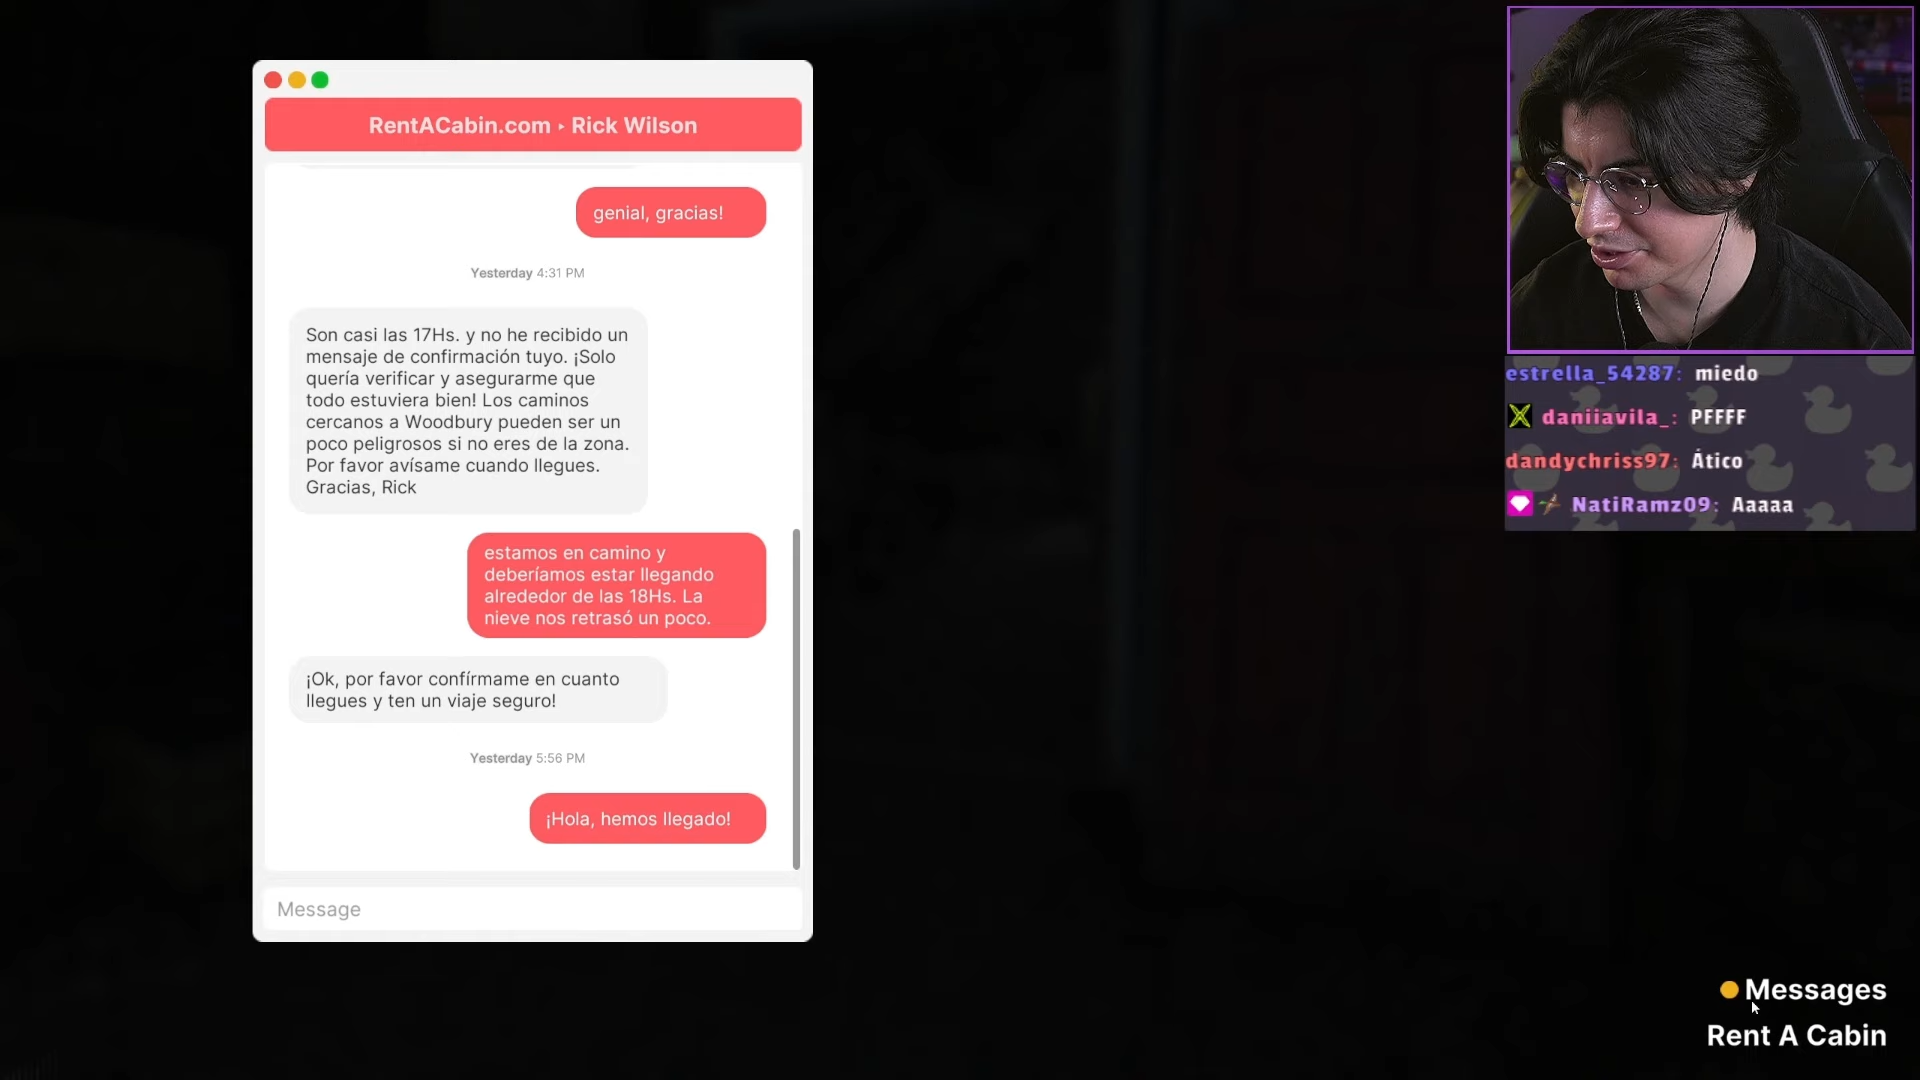 RentACabin.com ‣ Rick Wilson
genial, gracias!
Yesterday 4:31 PM
Son casi las 17Hs. y no he recibido un
mensaje de confirmación tuyo. ¡Solo
quería verificar y asegurarme que
todo estuviera bien! Los caminos
cercanos a Woodbury pueden ser un
poco peligrosos si no eres de la zona.
Por favor avísame cuando llegues.
Gracias, Rick
estamos en camino y
deberíamos estar llegando
alrededor de las 18Hs. La
nieve nos retrasó un poco.
¡Ok, por favor confírmame en cuanto
llegues y ten un viaje seguro!
Yesterday 5:56 PM
¡Hola, hemos llegado!
Message
estrella_54287: miedo
daniiavila_: PFFFF
dandychriss97: Ático
NatiRamz09: Aaaaa
Messages
Rent A Cabin